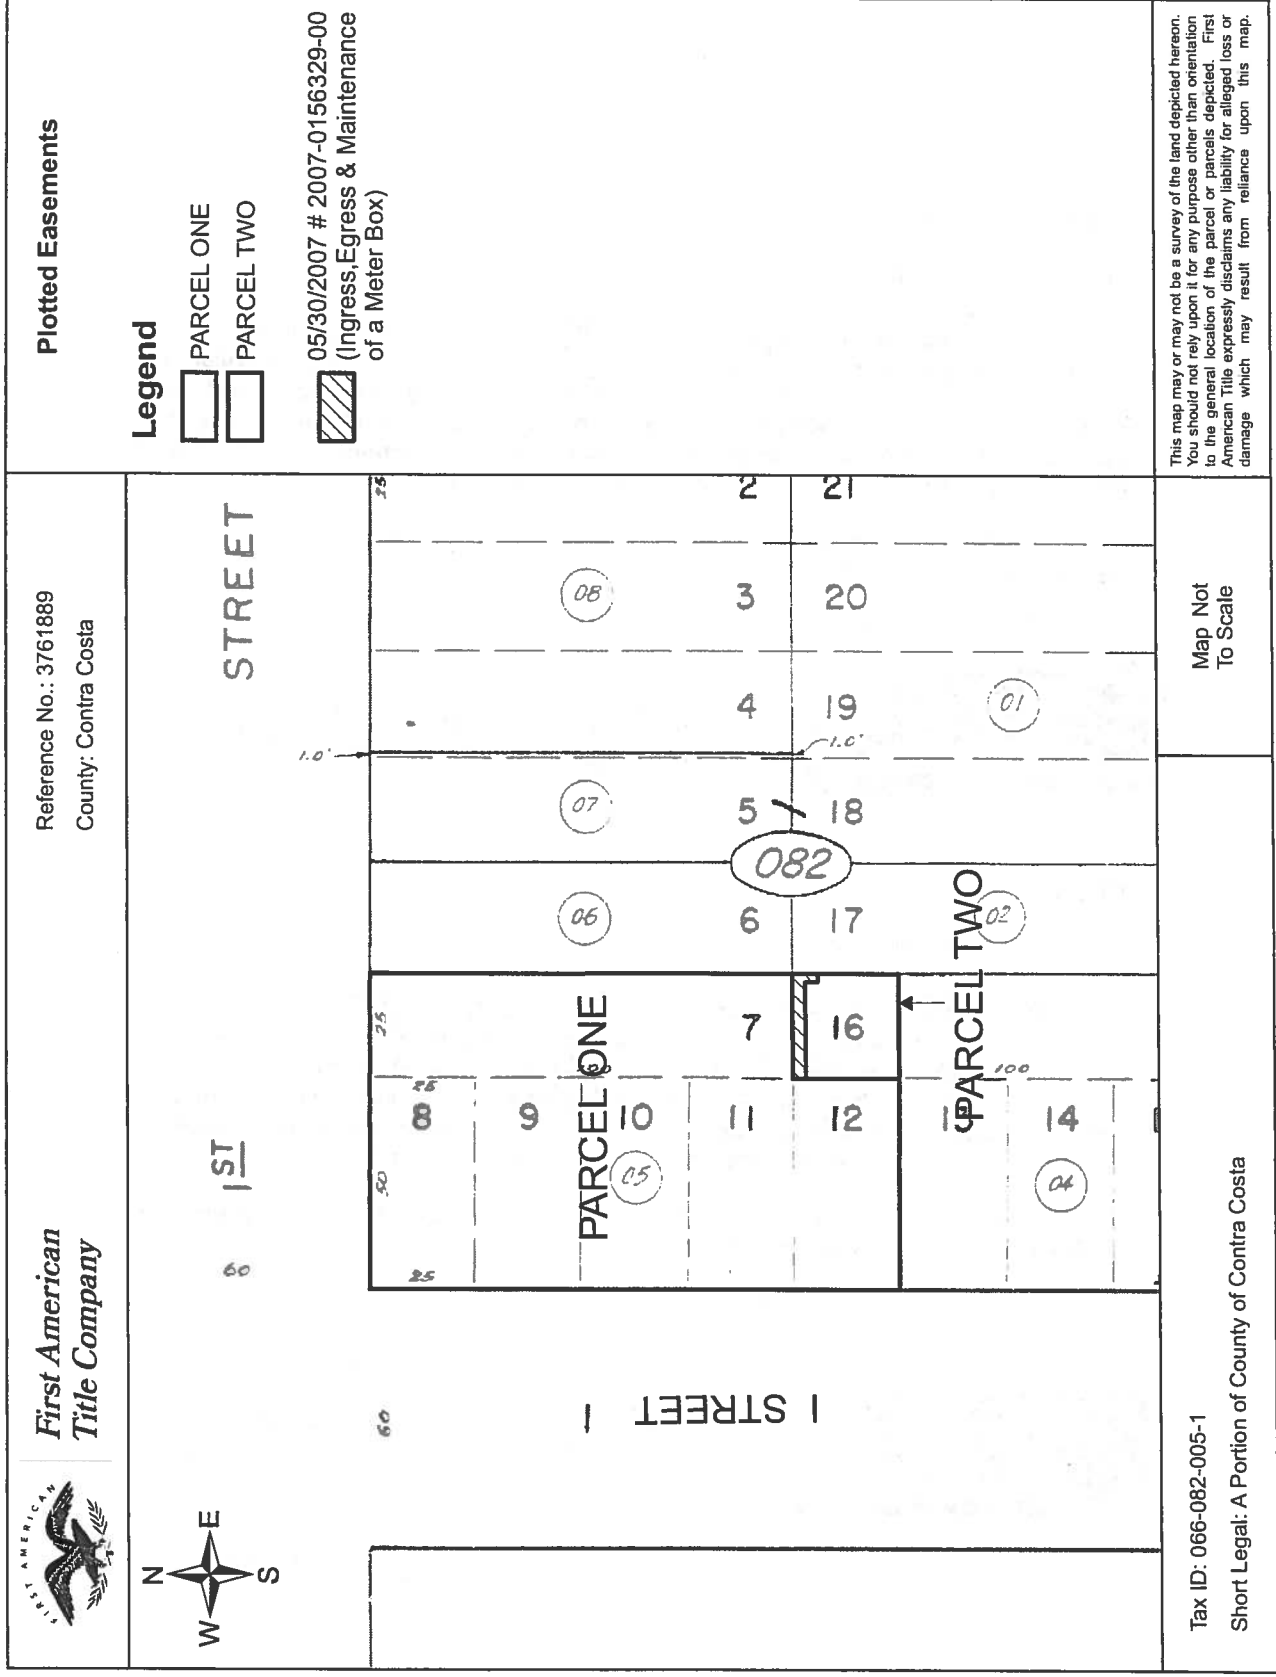 FIRST AMERICAN
First American
Title Company
Reference No.: 3761889
County: Contra Costa
Plotted Easements
Legend
PARCEL ONE
PARCEL TWO
05/30/2007 # 2007-0156329-00
(Ingress,Egress & Maintenance
of a Meter Box)
N
W
E
S
60
1ST
STREET
1.0'
60
50
25
25
25
25
8
9
10
11
12
14
05
04
PARCEL ONE
100
7
16
PARCEL TWO
100
06
6
17
02
082
07
5
18
1.0'
4
19
01
08
3
20
2
21
I STREET I
Tax ID: 066-082-005-1
Short Legal: A Portion of County of Contra Costa
Map Not
To Scale
This map may or may not be a survey of the land depicted hereon.
You should not rely upon it for any purpose other than orientation
to the general location of the parcel or parcels depicted. First
American Title expressly disclaims any liability for alleged loss or
damage which may result from reliance upon this map.